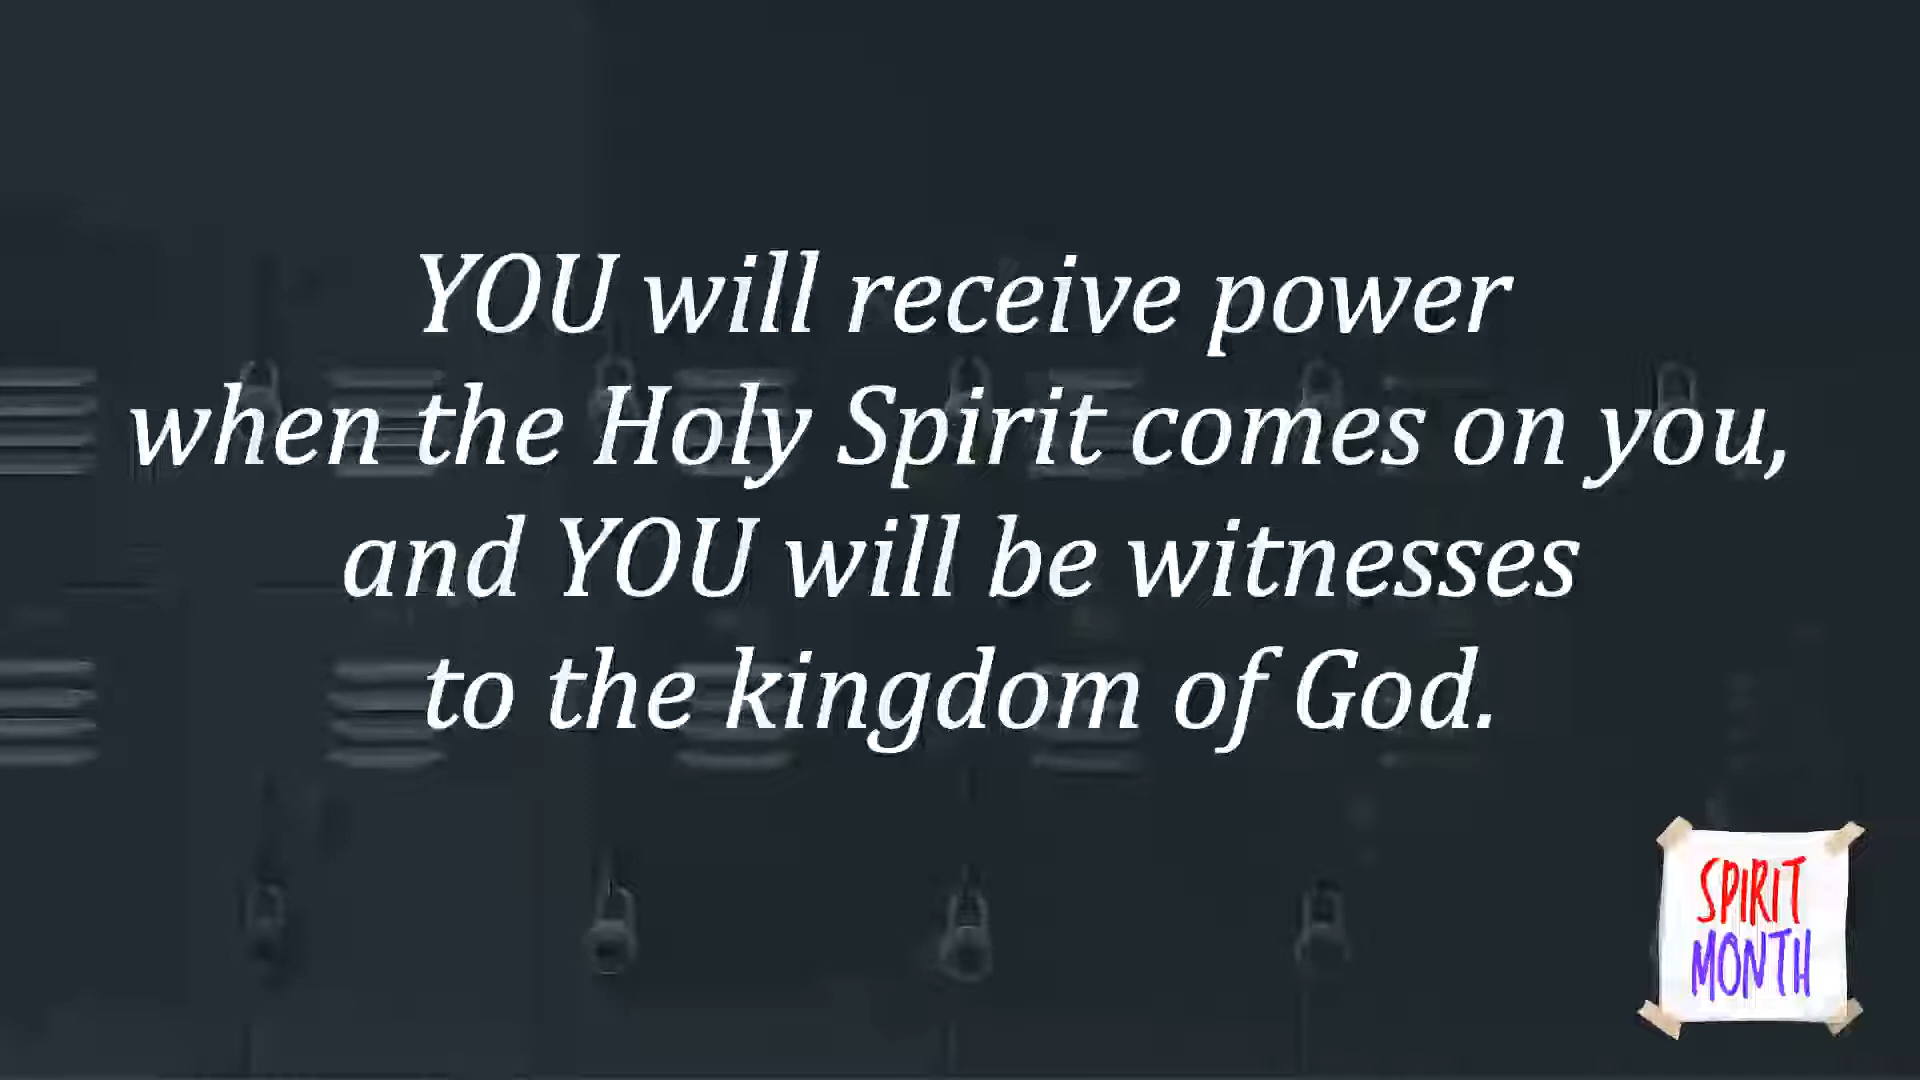 YOU will receive power
when the Holy Spirit comes on you,
and YOU will be witnesses
to the kingdom of God.
SPIRIT
MONTH